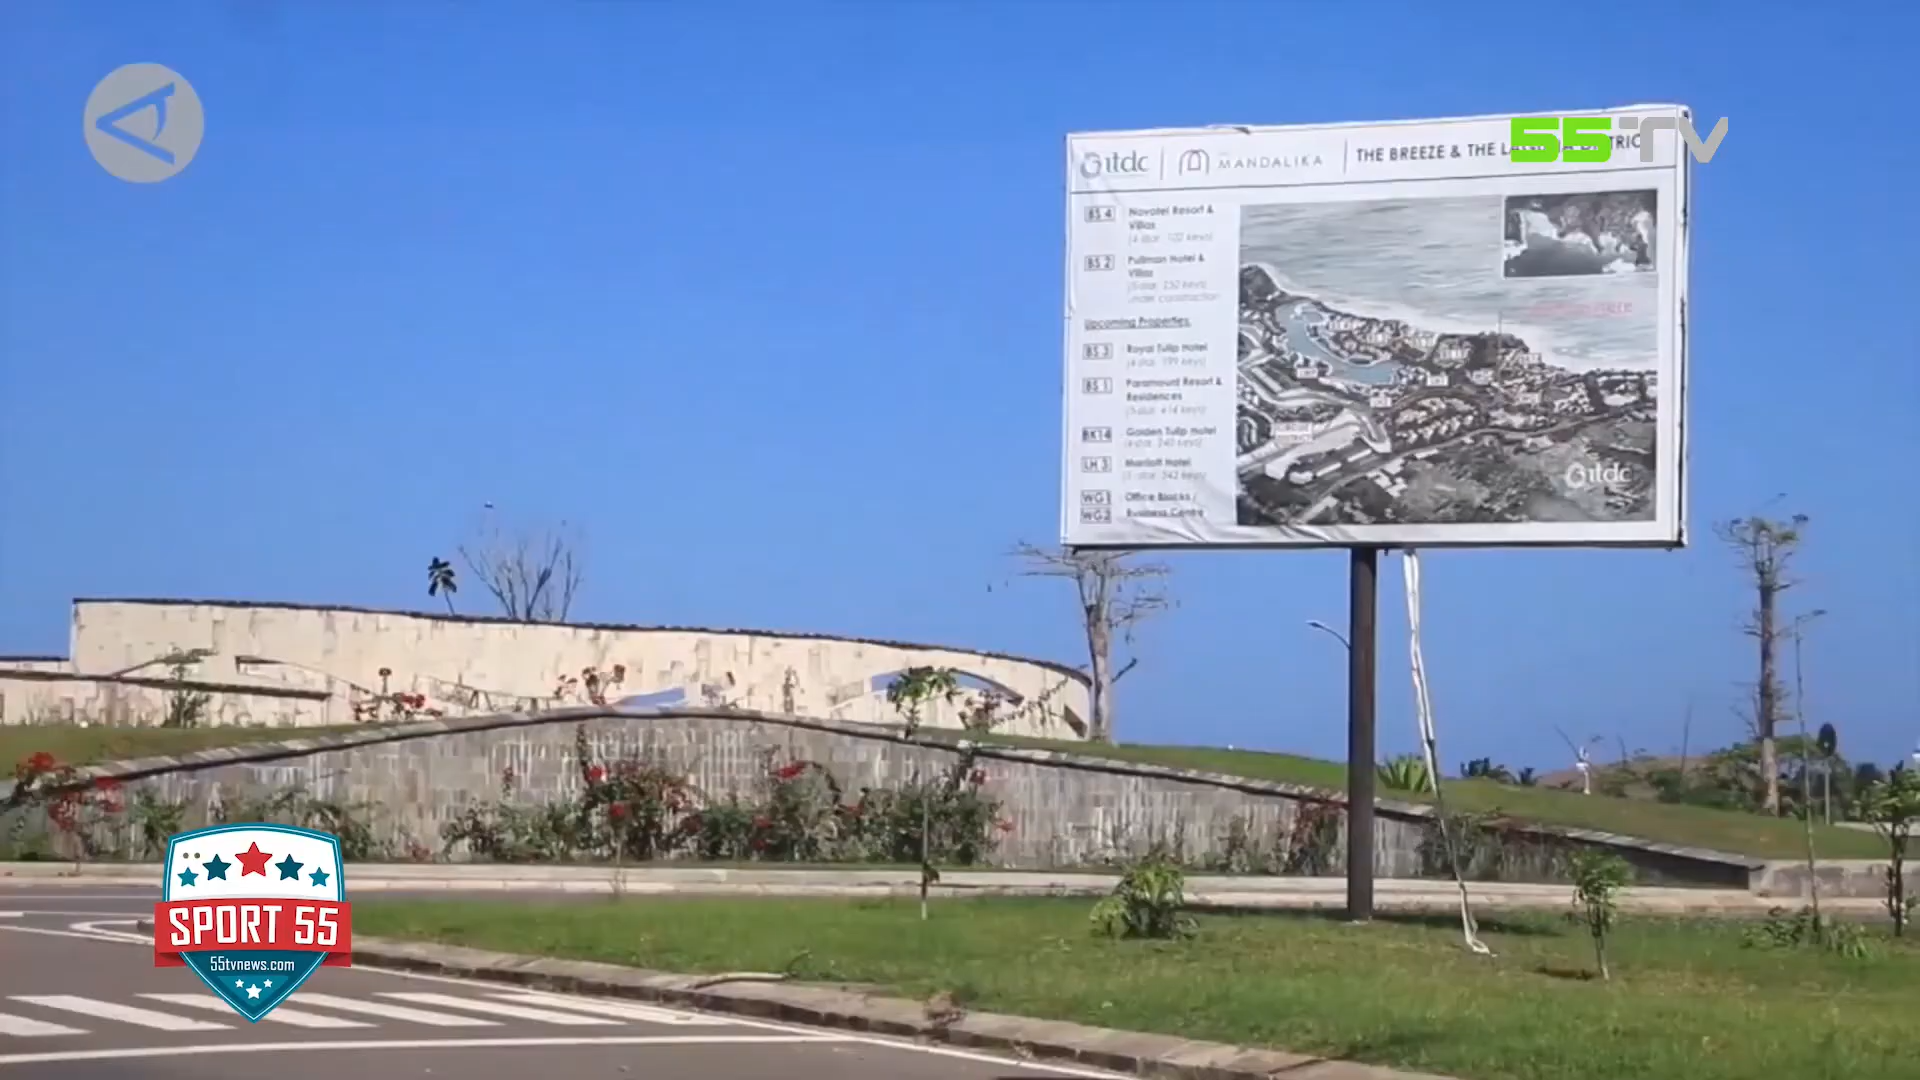 55TV
itdc | MANDALIKA | THE BREEZE & THE
BS 4 Novotel Resort &
Villas
BS 2 Pullman Hotel &
Villas
under construction
Upcoming Properties
BS 3 Royal Tulip Hotel
BS 1 Paramount Resort &
Residences
BK14 Golden Tulip Hotel
LH 3 Marriott Hotel
WG1 Office Blocks /
WG2 Business Centre
itdc
SPORT 55
55tvnews.com